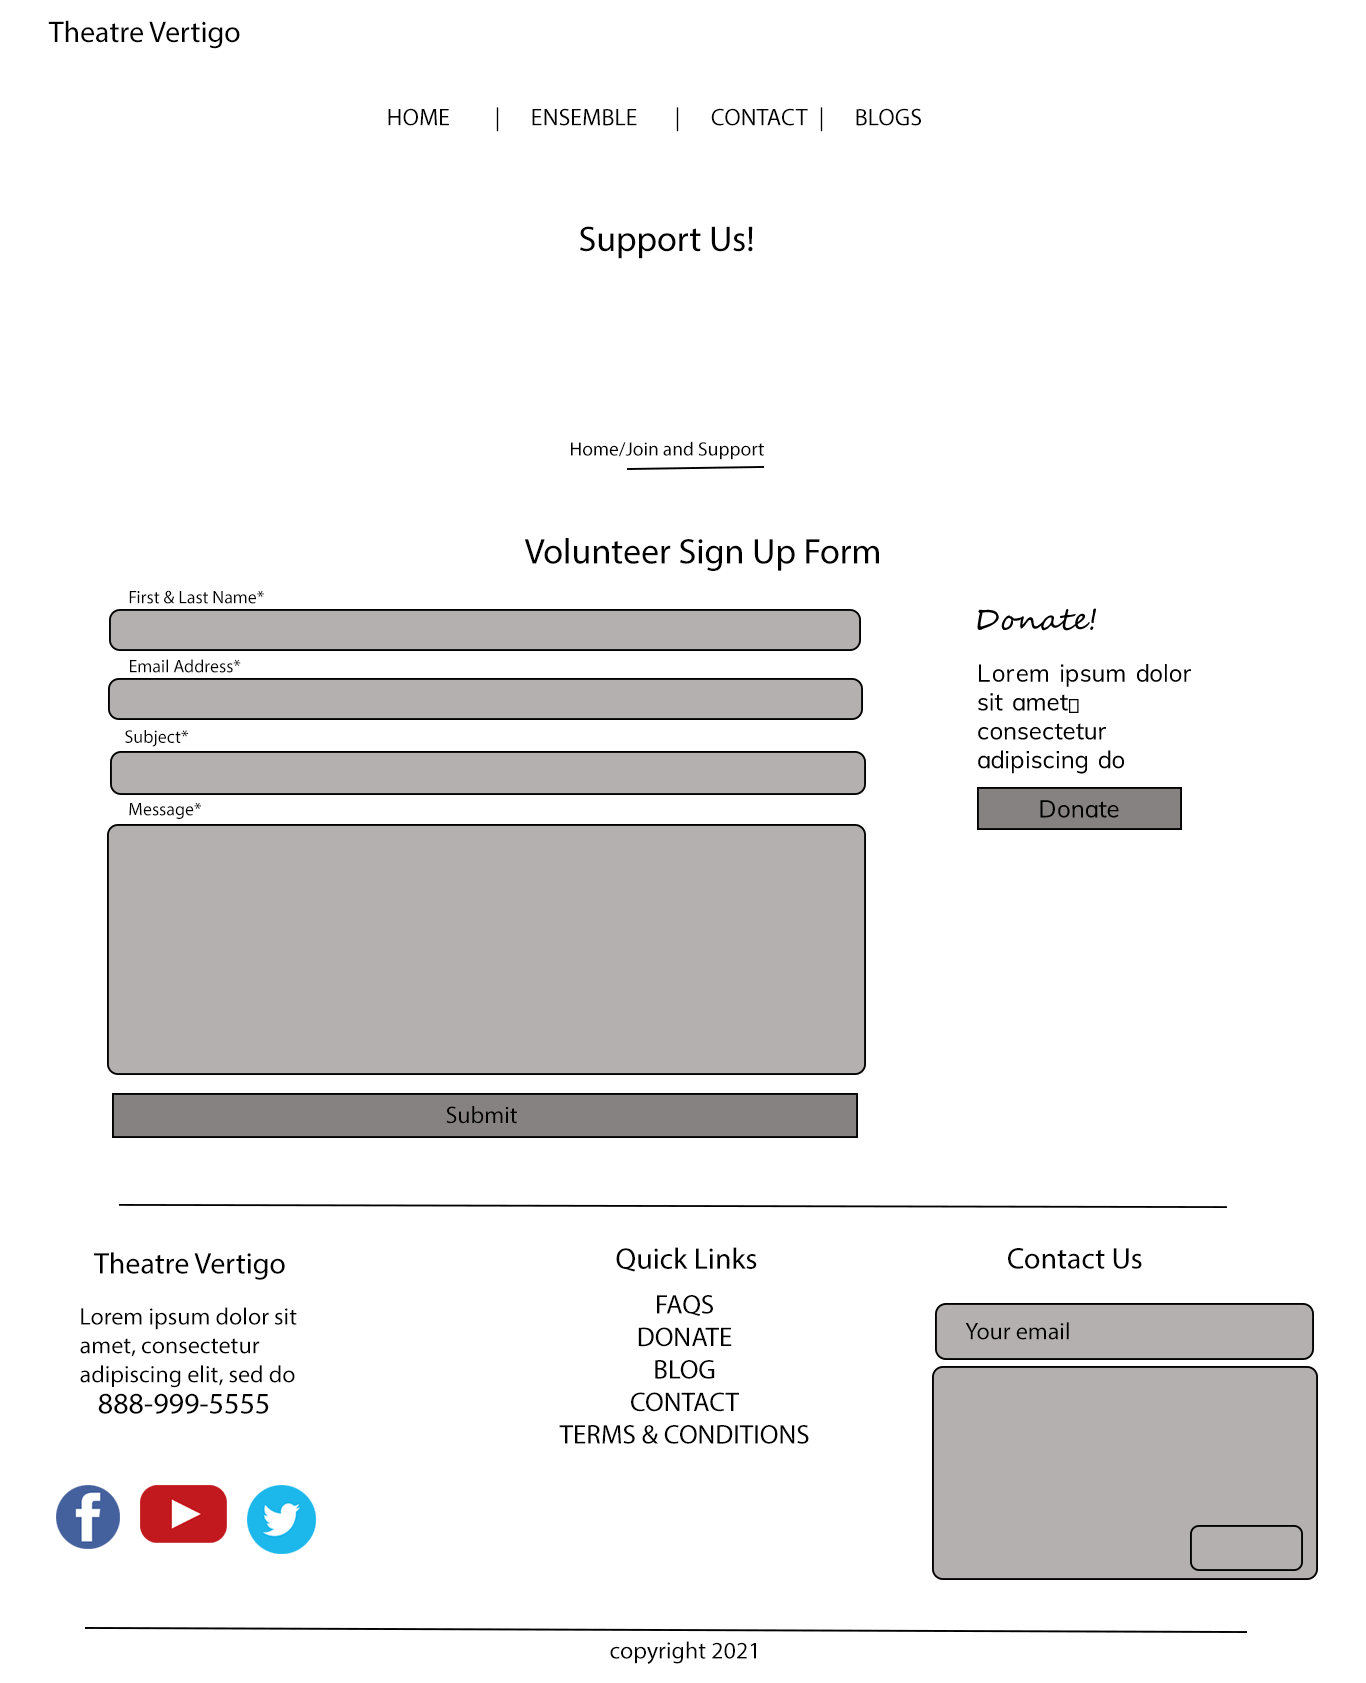 Theatre Vertigo
HOME | ENSEMBLE | CONTACT | BLOGS
Support Us!
Home/Join and Support
Volunteer Sign Up Form
First & Last Name*
Email Address*
Subject*
Message*
Submit
Donate!
Lorem ipsum dolor
sit amet▯
consectetur
adipiscing do
Donate
Theatre Vertigo
Lorem ipsum dolor sit
amet, consectetur
adipiscing elit, sed do
888-999-5555
Quick Links
FAQS
DONATE
BLOG
CONTACT
TERMS & CONDITIONS
Contact Us
Your email
copyright 2021